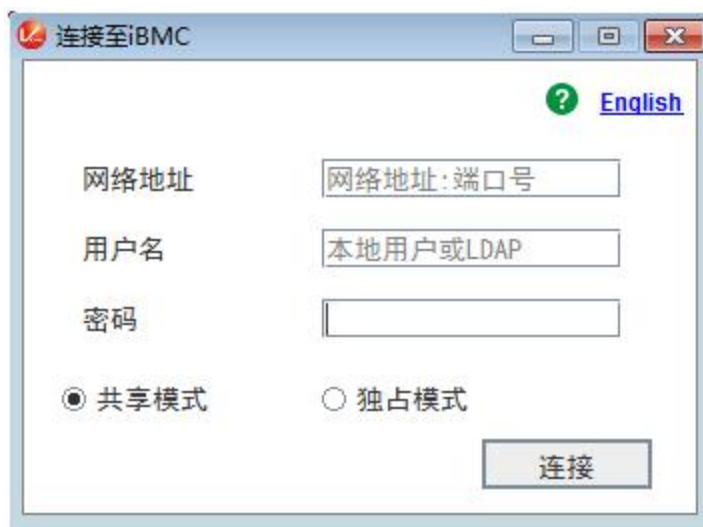 连接至iBMC
English
网络地址 网络地址:端口号
用户名 本地用户或LDAP
密码
共享模式 独占模式
连接